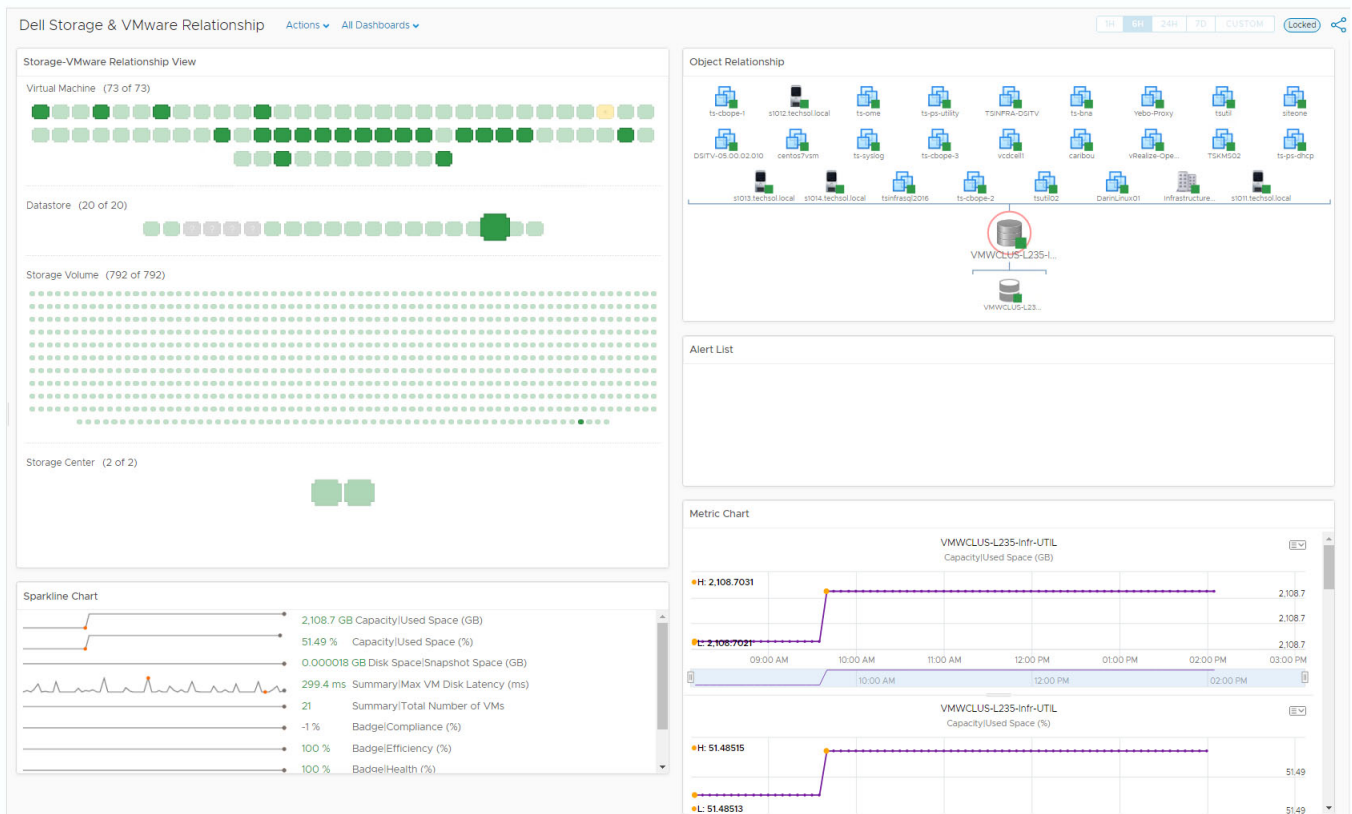 Dell Storage & VMware Relationship Actions All Dashboards 1H 6H 24H 7D CUSTOM Locked
Storage-VMware Relationship View
Virtual Machine (73 of 73)
Datastore (20 of 20)
Storage Volume (792 of 792)
Storage Center (2 of 2)
Sparkline Chart
2,108.7 GB Capacity|Used Space (GB)
51.49 % Capacity|Used Space (%)
0.000018 GB Disk Space|Snapshot Space (GB)
299.4 ms Summary|Max VM Disk Latency (ms)
21 Summary|Total Number of VMs
-1 % Badge|Compliance (%)
100 % Badge|Efficiency (%)
100 % Badge|Health (%)
Object Relationship
ts-cbope-1 s1012.techsol.local ts-ome ts-ps-utility TSINFRA-DSITV ts-bna Yebo-Proxy tsutil siteone
DSITV-05.00.02.010 centos7vsm ts-syslog ts-cbope-3 vcdcell1 caribou vRealize-Ope... TSKMS02 ts-ps-dhcp
s1013.techsol.local s1014.techsol.local tsinfrasql2016 ts-cbope-2 tsutil02 DarinLinux01 Infrastructure... s1011.techsol.local
VMWCLUS-L235-I...
VMWCLUS-L23...
Alert List
Metric Chart
VMWCLUS-L235-Infr-UTIL
Capacity|Used Space (GB)
H: 2,108.7031
2,108.7
2,108.7
L: 2,108.7021 2,108.7
09:00 AM 10:00 AM 11:00 AM 12:00 PM 01:00 PM 02:00 PM 03:00 PM
10:00 AM 12:00 PM 02:00 PM
VMWCLUS-L235-Infr-UTIL
Capacity|Used Space (%)
H: 51.48515
51.49
L: 51.48513 51.49